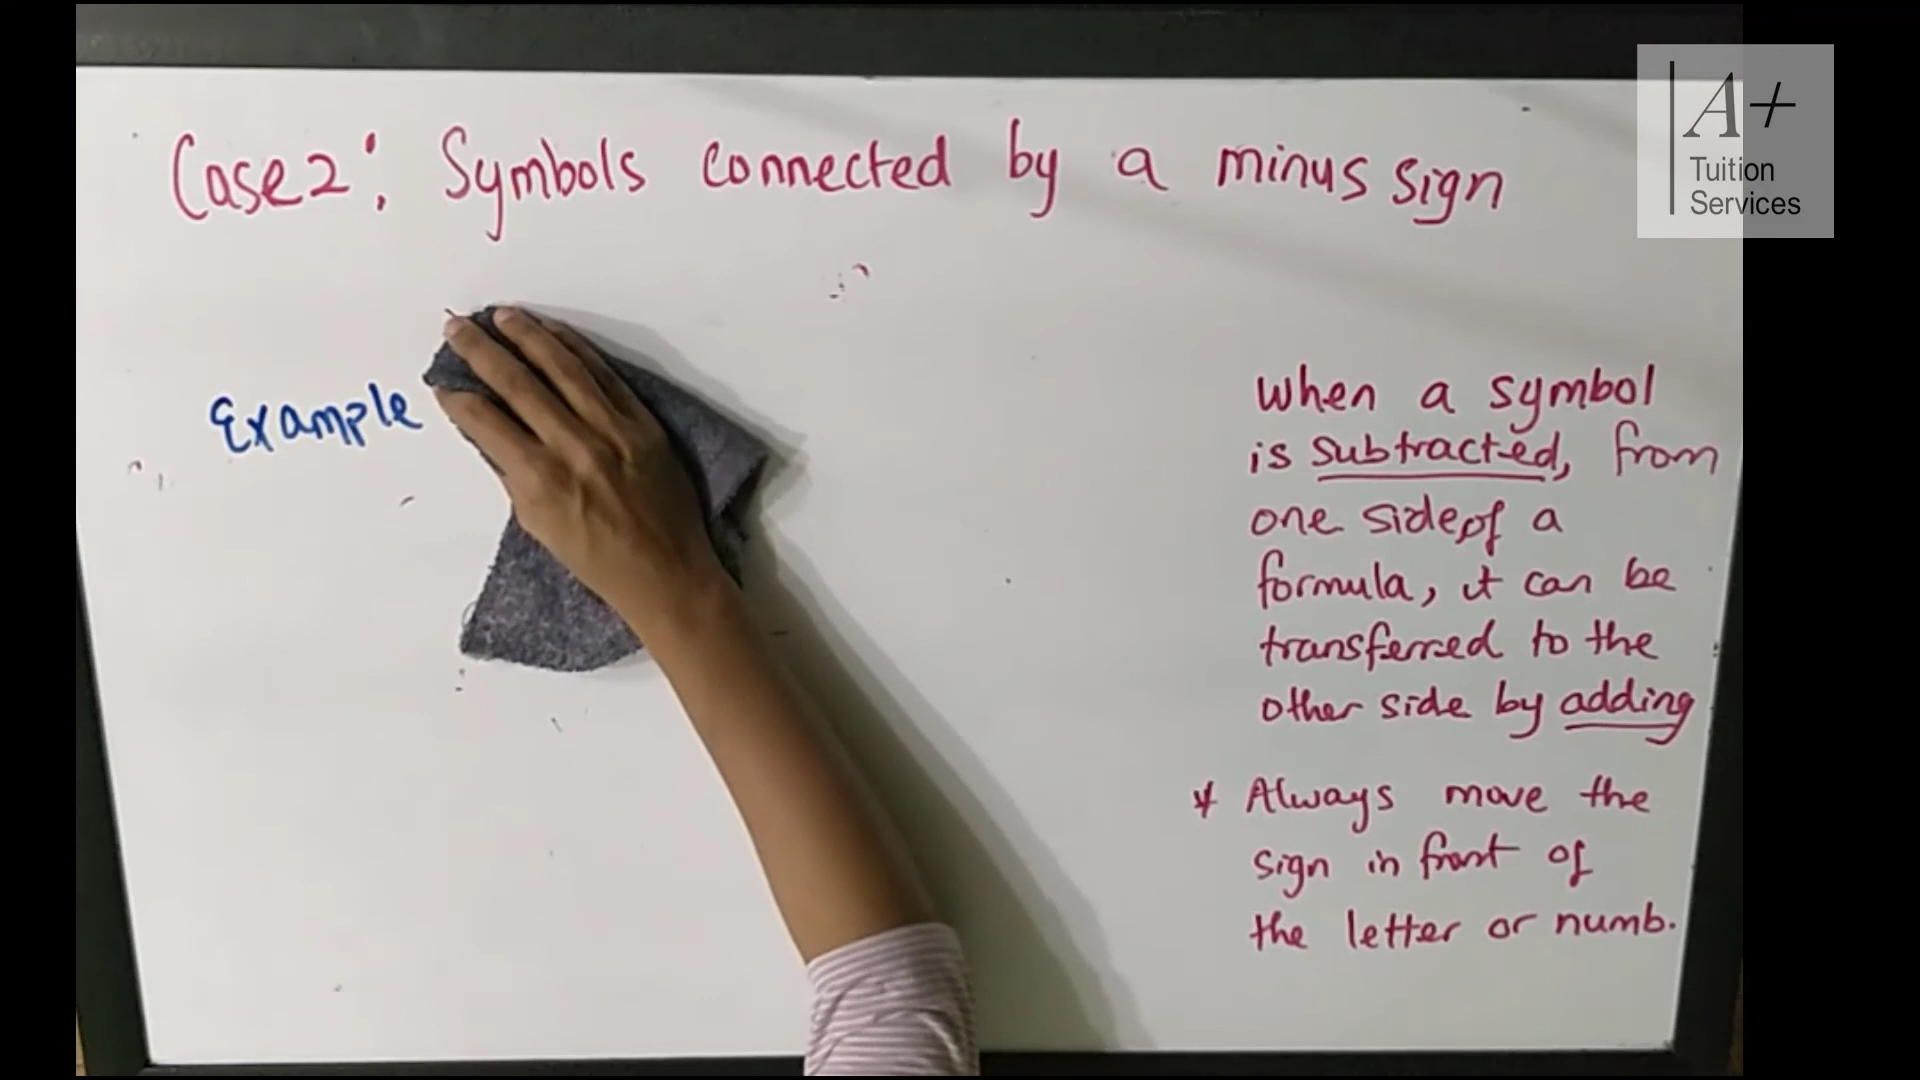 Case2: Symbols connected by a minus sign
Example
When a symbol
is subtracted, from
one side of a
formula, it can be
transferred to the
other side by adding
* Always move the
sign in front of
the letter or numb.
A+
Tuition
Services